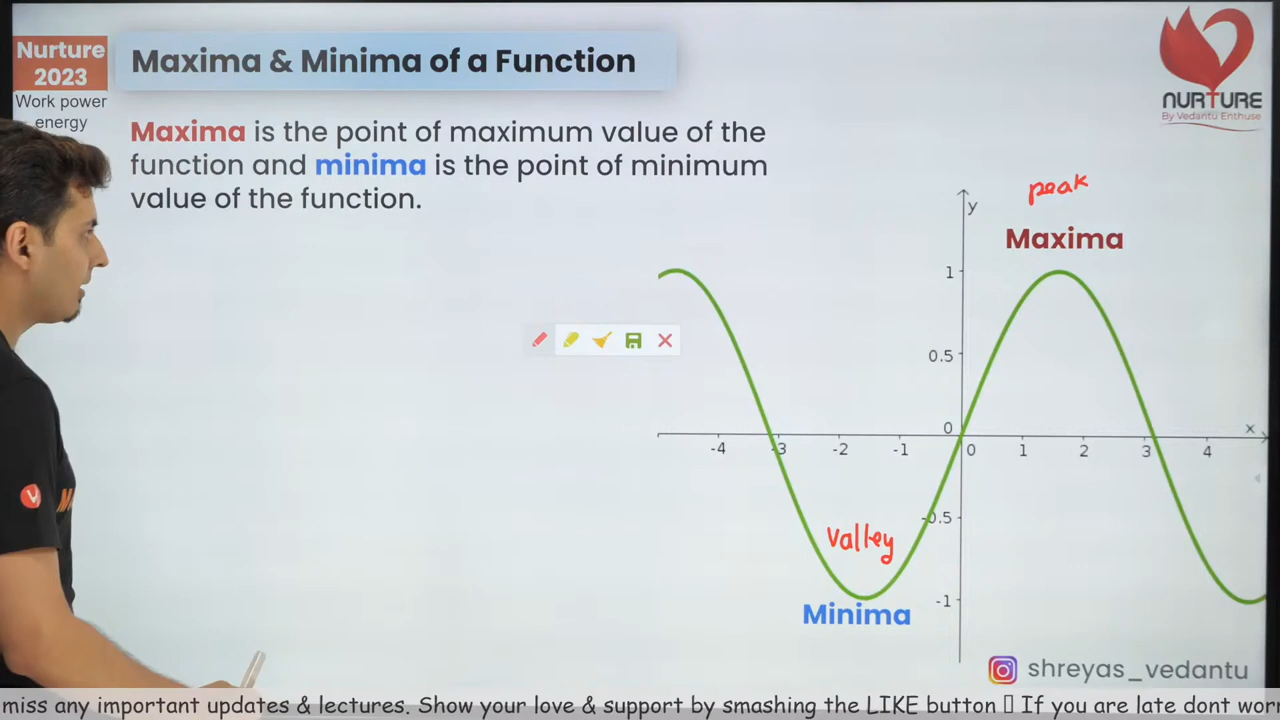 Nurture
2023
Work power
energy
Maxima & Minima of a Function
NURTURE
By Vedantu Enthuse
Maxima is the point of maximum value of the
function and minima is the point of minimum
value of the function.
peak
Maxima
y
1
0.5
0
x
-4 -3 -2 -1 0 1 2 3 4
-0.5
Valley
-1
Minima
shreyas_vedantu
miss any important updates & lectures. Show your love & support by smashing the LIKE button ▯ If you are late dont wor